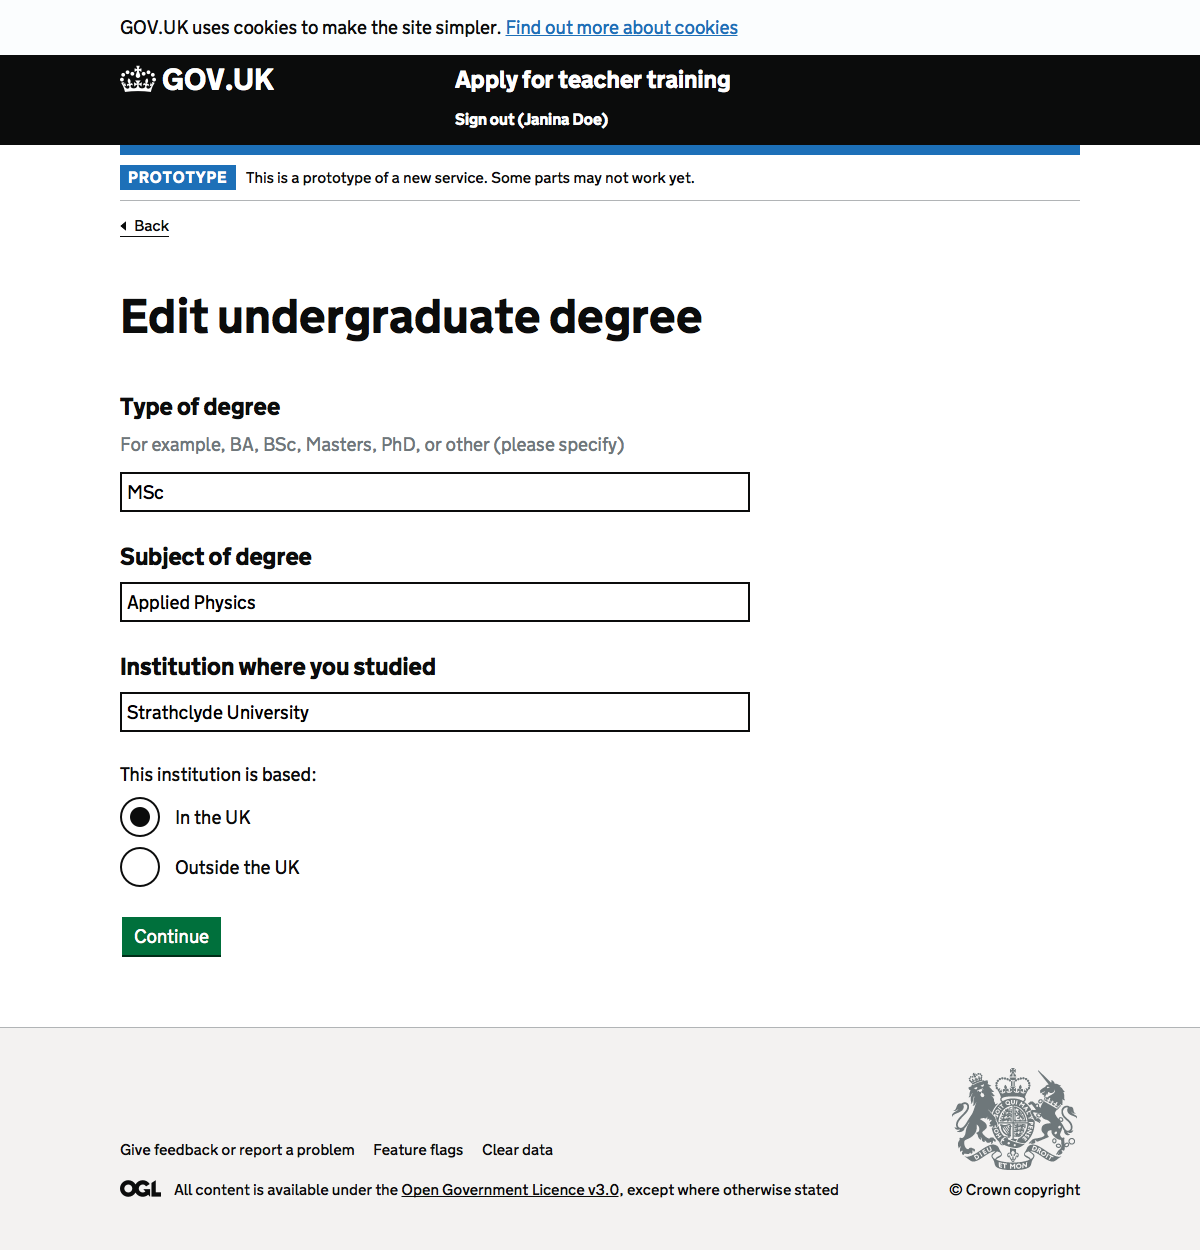 GOV.UK uses cookies to make the site simpler. Find out more about cookies
GOV.UK
Apply for teacher training
Sign out (Janina Doe)
PROTOTYPE This is a prototype of a new service. Some parts may not work yet.
Back
Edit undergraduate degree
Type of degree
For example, BA, BSc, Masters, PhD, or other (please specify)
MSc
Subject of degree
Applied Physics
Institution where you studied
Strathclyde University
This institution is based:
In the UK
Outside the UK
Continue
DIEU ET MON DROIT
Give feedback or report a problem Feature flags Clear data
OGL All content is available under the Open Government Licence v3.0, except where otherwise stated
© Crown copyright